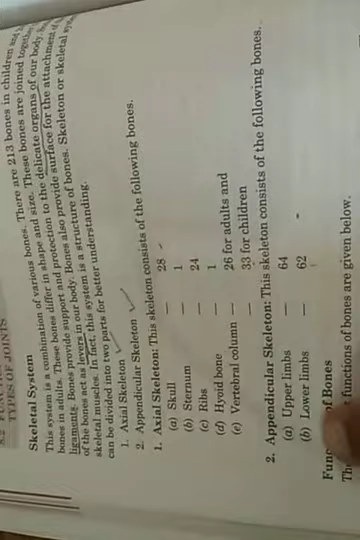 TYPES OF JOINTS
Skeletal System
This system is a combination of various bones. There are 213 bones in children and
bones in adults. These bones differ in shape and size. These bones are joined together
ligaments. Bones provide support and protection to the delicate organs of our body.
of the bones act as levers in our body. Bones also provide surface for the attachment of
skeletal muscles. In fact, this system is a structure of bones. Skeleton or skeletal
can be divided into two parts for better understanding.
1. Axial Skeleton
2. Appendicular Skeleton
1. Axial Skeleton: This skeleton consists of the following bones.
(a) Skull — 28
(b) Sternum — 1
(c) Ribs — 24
(d) Hyoid bone — 1
(e) Vertebral column — 26 for adults and
— 33 for children
2. Appendicular Skeleton: This skeleton consists of the following bones.
(a) Upper limbs — 64
(b) Lower limbs — 62
of Bones
functions of bones are given below.